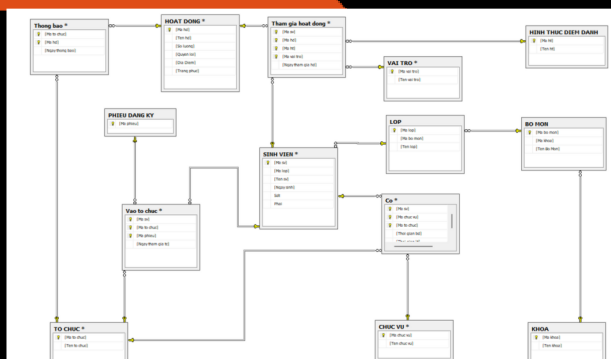 Thong bao *
[Ma to chuc]
[Ma hd]
[Ngay thong bao]
HOAT DONG *
[Ma hd]
[Ten hd]
[So luong]
[Quyen loi]
[Dia Diem]
[Trang phuc]
Tham gia hoat dong *
[Ma sv]
[Ma hd]
[Ma ht]
[Ma vai tro]
[Ngay tham gia hd]
HINH THUC DIEM DANH
[Ma ht]
[Ten ht]
VAI TRO *
[Ma vai tro]
[Ten vai tro]
PHIEU DANG KY
[Ma phieu]
LOP
[Ma lop]
[Ma bo mon]
[Ten lop]
BO MON
[Ma bo mon]
[Ma khoa]
[Ten Bo Mon]
SINH VIEN *
[Ma sv]
[Ma lop]
[Ten sv]
[Ngay sinh]
Sdt
Phai
Vao to chuc *
[Ma sv]
[Ma to chuc]
[Ma phieu]
[Ngay tham gia tc]
Co *
[Ma sv]
[Ma chuc vu]
[Ma to chuc]
[Thoi gian bd]
TO CHUC *
[Ma to chuc]
[Ten to chuc]
CHUC VU *
[Ma chuc vu]
[Ten chuc vu]
KHOA
[Ma khoa]
[Ten khoa]